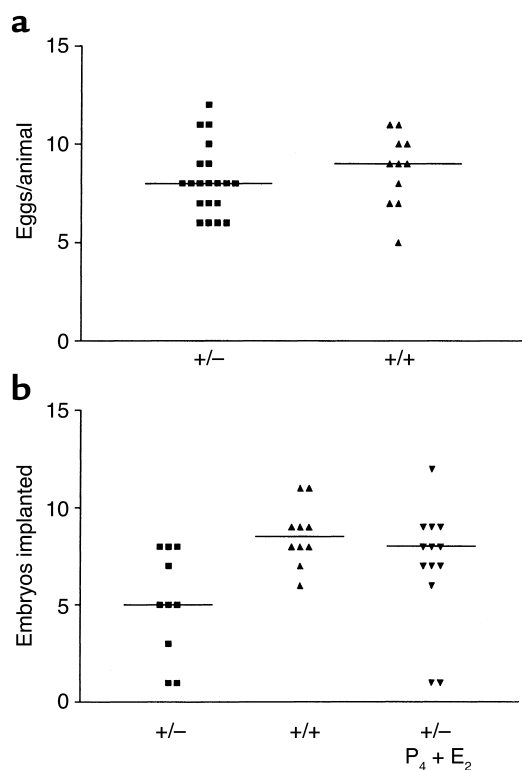 a
15
10
5
0
Eggs/animal
+/– +/+
b
15
10
5
0
Embryos implanted
+/– +/+ +/–
P₄ + E₂